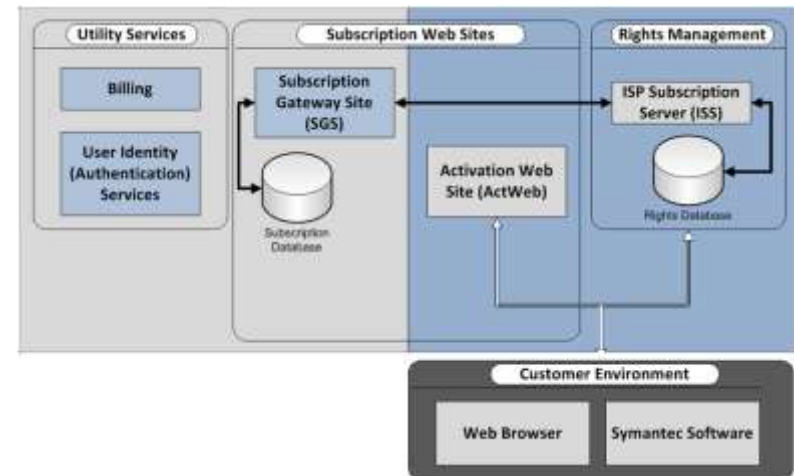 Utility Services
Subscription Web Sites
Rights Management
Billing
User Identity
(Authentication)
Services
Subscription
Gateway Site
(SGS)
Subscription
Database
Activation Web
Site (ActWeb)
ISP Subscription
Server (ISS)
Rights Database
Customer Environment
Web Browser
Symantec Software